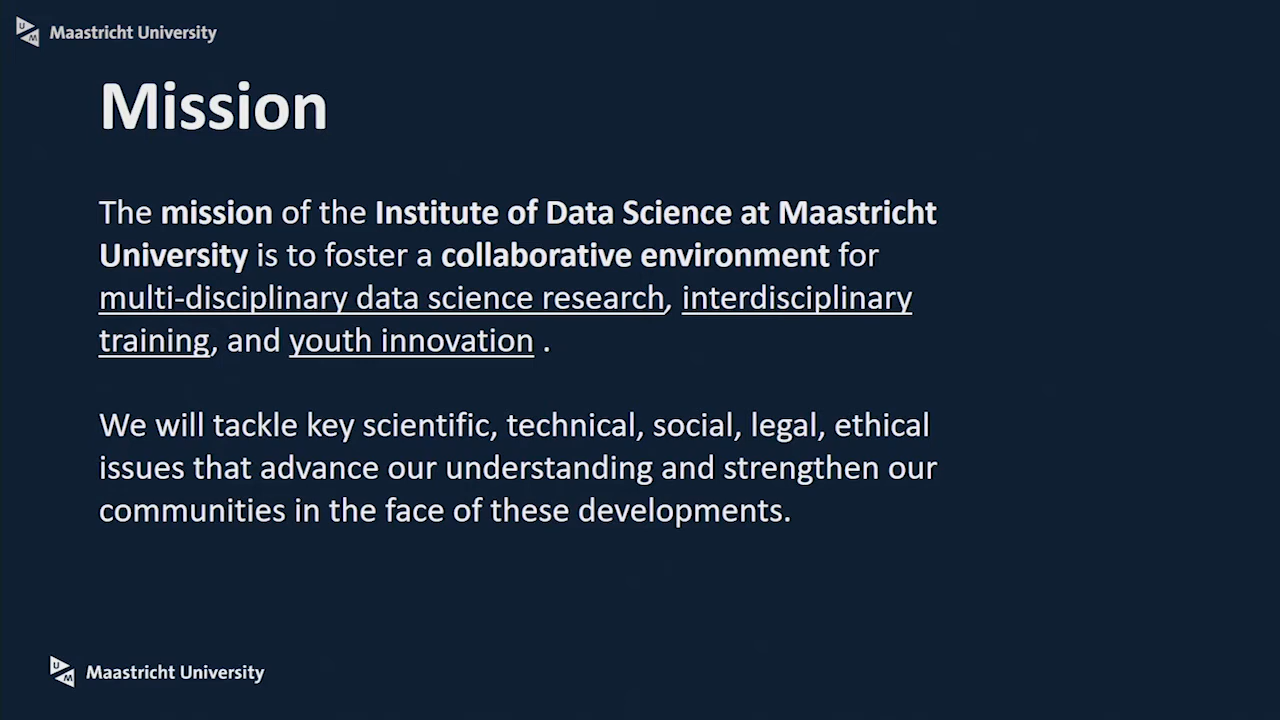 UM Maastricht University
Mission
The mission of the Institute of Data Science at Maastricht
University is to foster a collaborative environment for
multi-disciplinary data science research, interdisciplinary
training, and youth innovation .
We will tackle key scientific, technical, social, legal, ethical
issues that advance our understanding and strengthen our
communities in the face of these developments.
UM Maastricht University